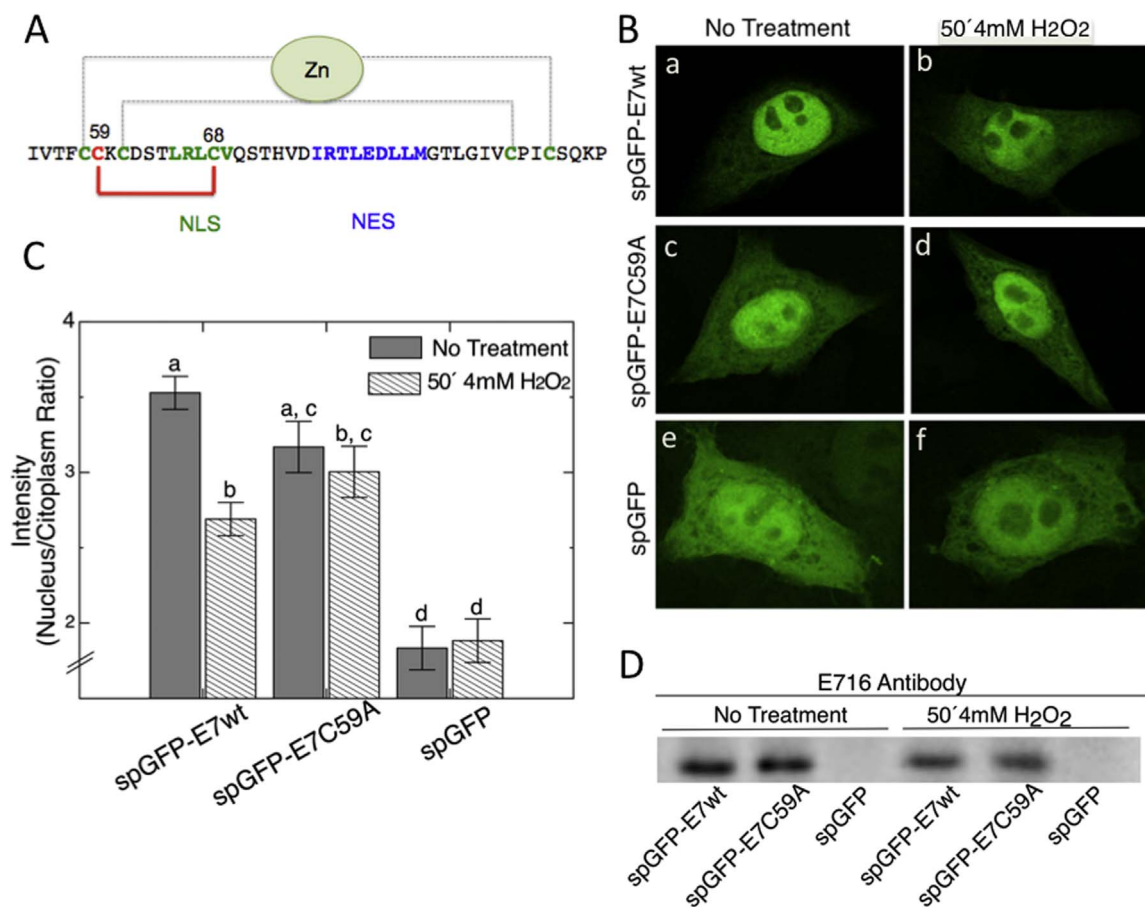 A
Zn
59
68
IVTFCCKCDSTLRLCVQSTHVDIRTLEDLLMGTLGIVCPICSQKP
NLS
NES
B
No Treatment
50´4mM H2O2
spGFP-E7wt
a
b
spGFP-E7C59A
c
d
spGFP
e
f
C
Intensity
(Nucleus/Citoplasm Ratio)
4
3
2
No Treatment
50´ 4mM H2O2
a
b
a, c
b, c
d
d
spGFP-E7wt
spGFP-E7C59A
spGFP
D
E716 Antibody
No Treatment
50´4mM H2O2
spGFP-E7wt
spGFP-E7C59A
spGFP
spGFP-E7wt
spGFP-E7C59A
spGFP